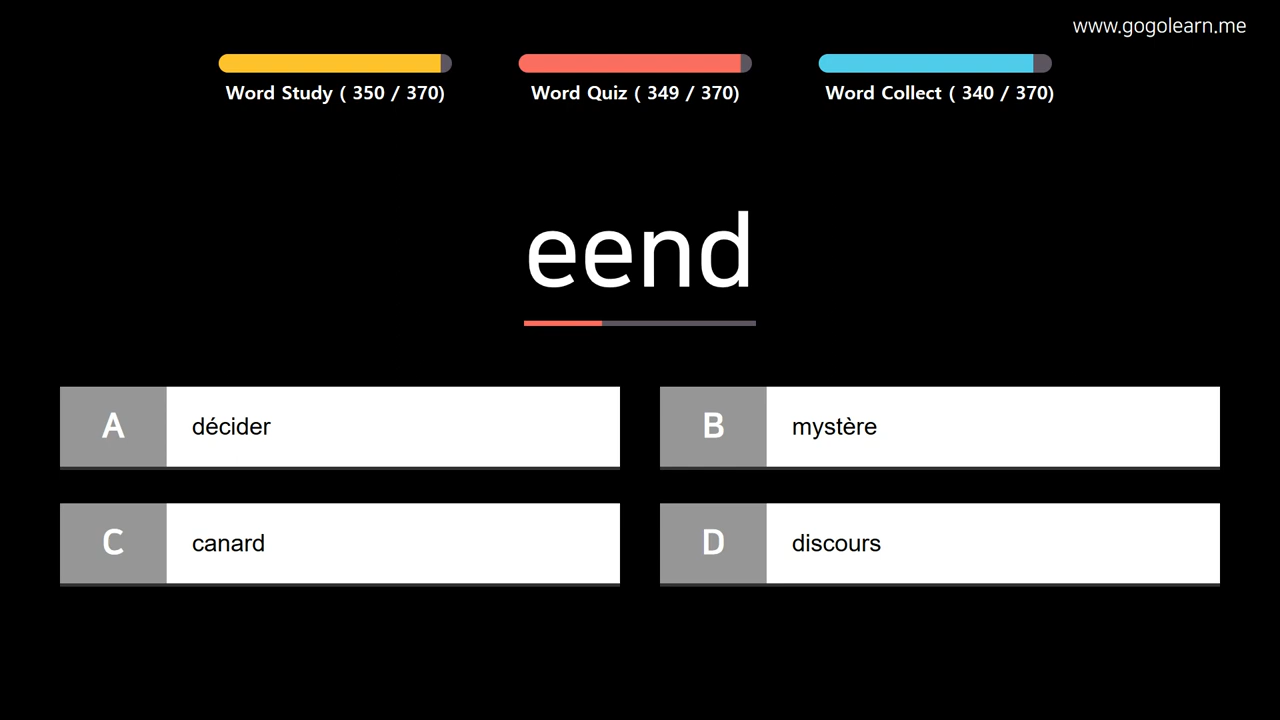 www.gogolearn.me
Word Study ( 350 / 370)
Word Quiz ( 349 / 370)
Word Collect ( 340 / 370)
eend
A décider
B mystère
C canard
D discours